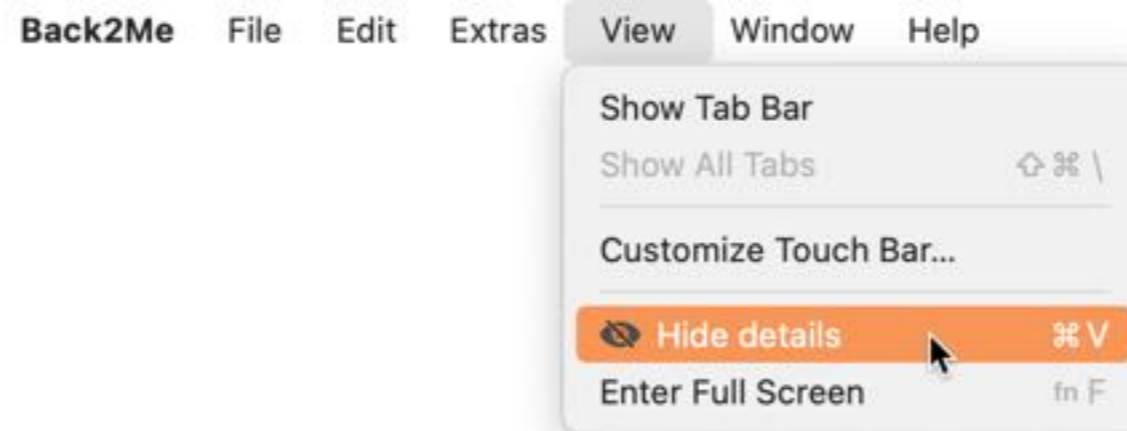 Back2Me File Edit Extras View Window Help
Show Tab Bar
Show All Tabs ⇧ ⌘ \
Customize Touch Bar...
Hide details ⌘ V
Enter Full Screen fn F